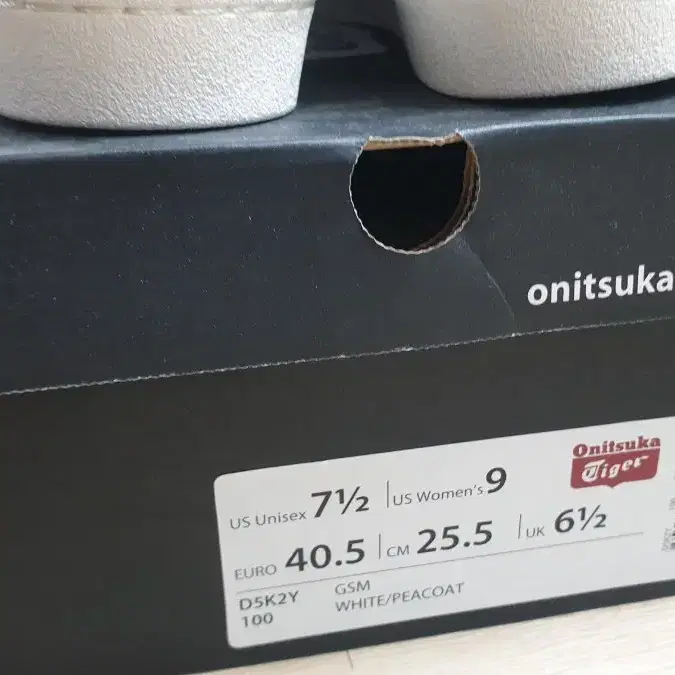 onitsuka
Onitsuka
Tiger
US Unisex 7½ US Women's 9
EURO 40.5 CM 25.5 UK 6½
D5K2Y GSM
100 WHITE/PEACOAT